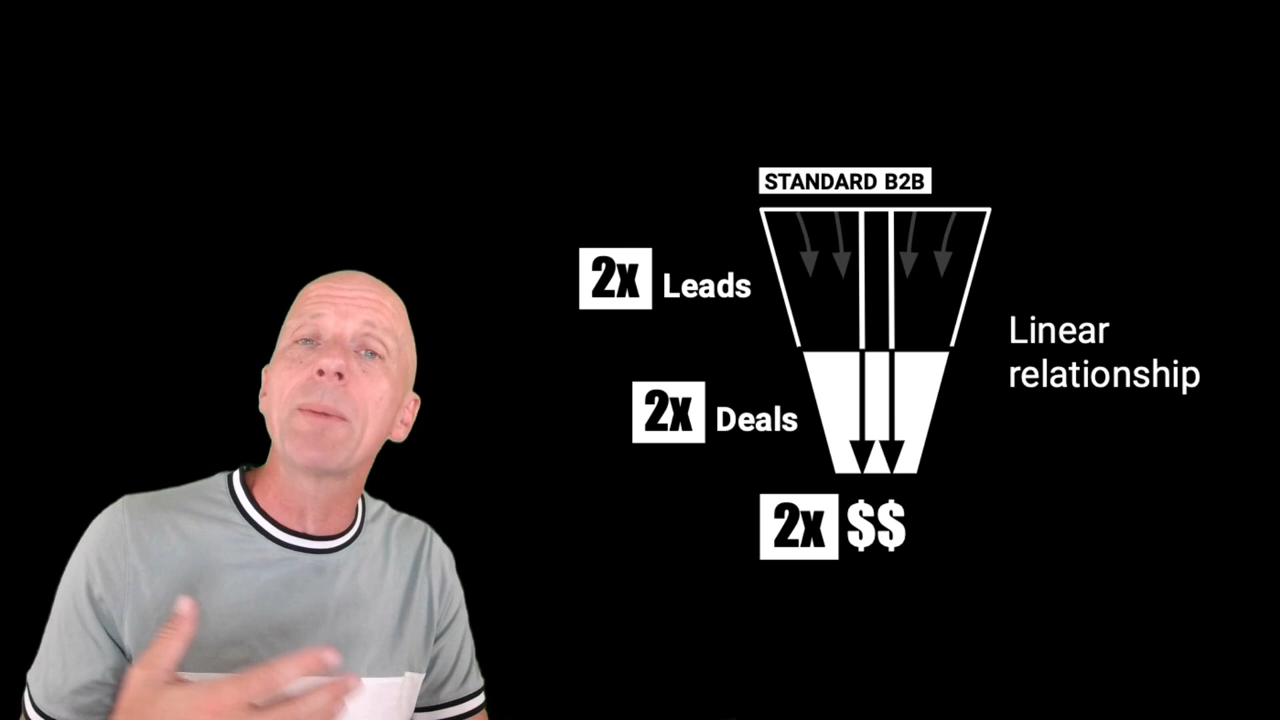 STANDARD B2B
2x Leads
Linear
relationship
2x Deals
2x $$